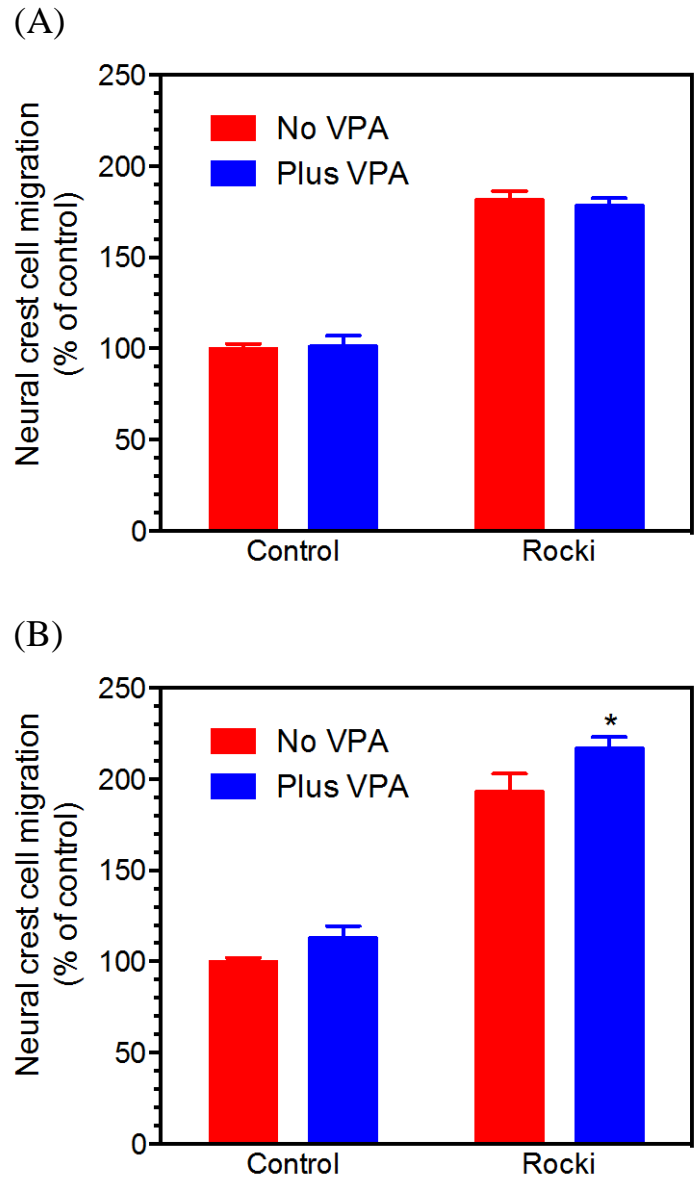 (A)
Neural crest cell migration
(% of control)
250
200
150
100
50
0
No VPA
Plus VPA
Control
Rocki
(B)
Neural crest cell migration
(% of control)
250
200
150
100
50
0
No VPA
Plus VPA
*
Control
Rocki